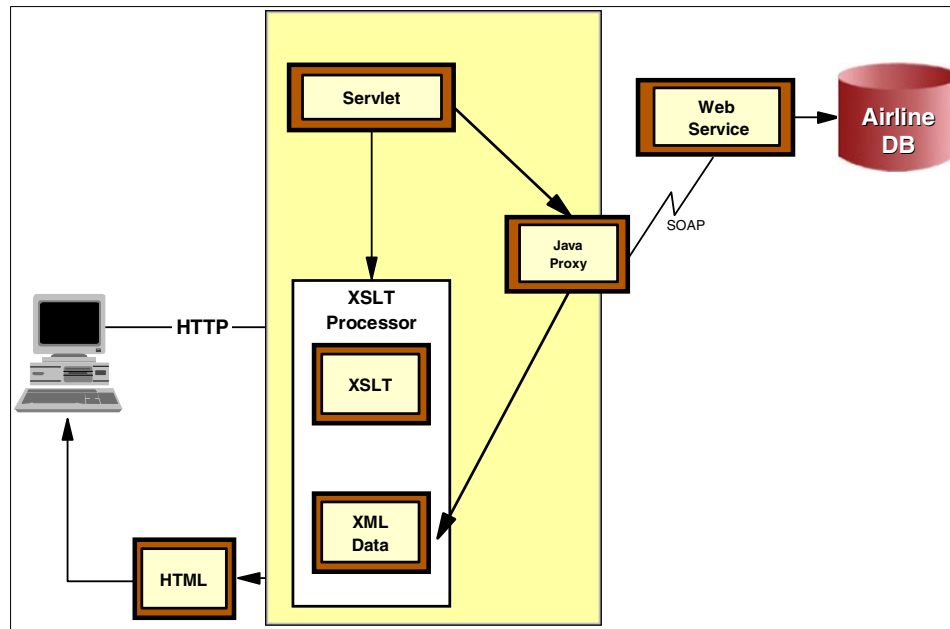 Servlet
Web
Service
Airline
DB
SOAP
Java
Proxy
XSLT
Processor
HTTP
XSLT
XML
Data
HTML